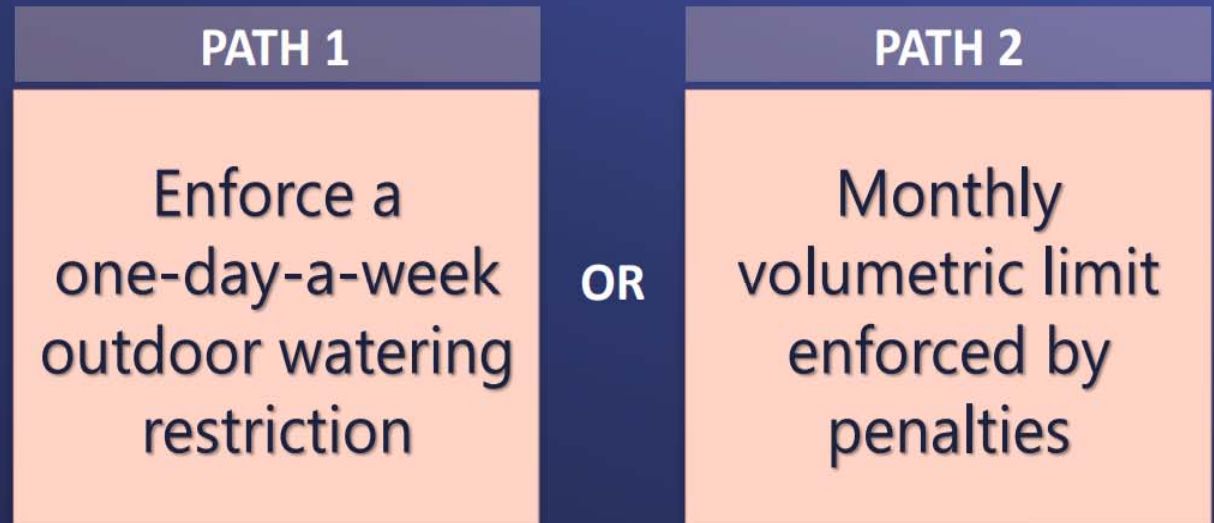 PATH 1
Enforce a
one-day-a-week
outdoor watering
restriction
OR
PATH 2
Monthly
volumetric limit
enforced by
penalties